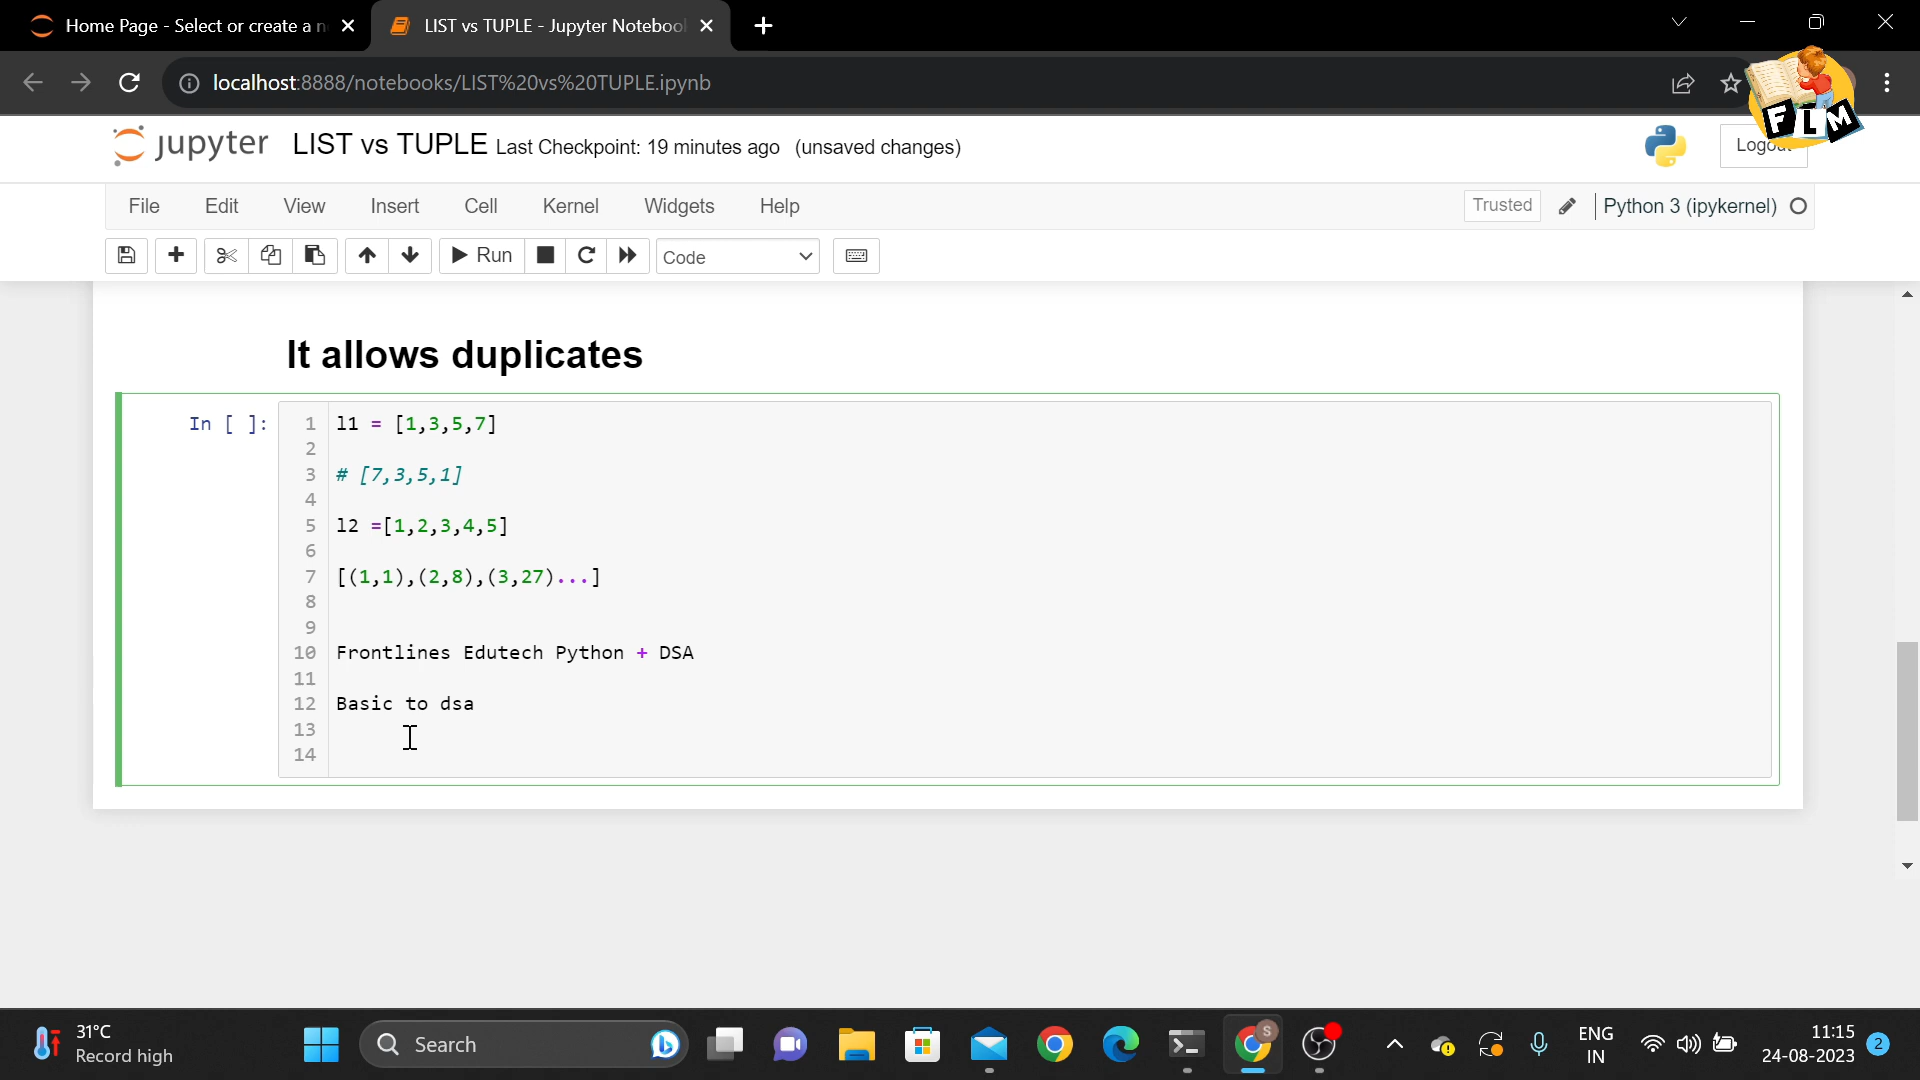 Home Page - Select or create a n
LIST vs TUPLE - Jupyter Noteboo
localhost:8888/notebooks/LIST%20vs%20TUPLE.ipynb
FLM
jupyter LIST vs TUPLE Last Checkpoint: 19 minutes ago (unsaved changes)
Logout
File Edit View Insert Cell Kernel Widgets Help
Trusted
Python 3 (ipykernel)
Run
Code
It allows duplicates
In [ ]:
1 l1 = [1,3,5,7]
2
3 # [7,3,5,1]
4
5 l2 =[1,2,3,4,5]
6
7 [(1,1),(2,8),(3,27)...]
8
9
10 Frontlines Edutech Python + DSA
11
12 Basic to dsa
13
14
31°C
Record high
Search
S
ENG
IN
11:15
24-08-2023
2